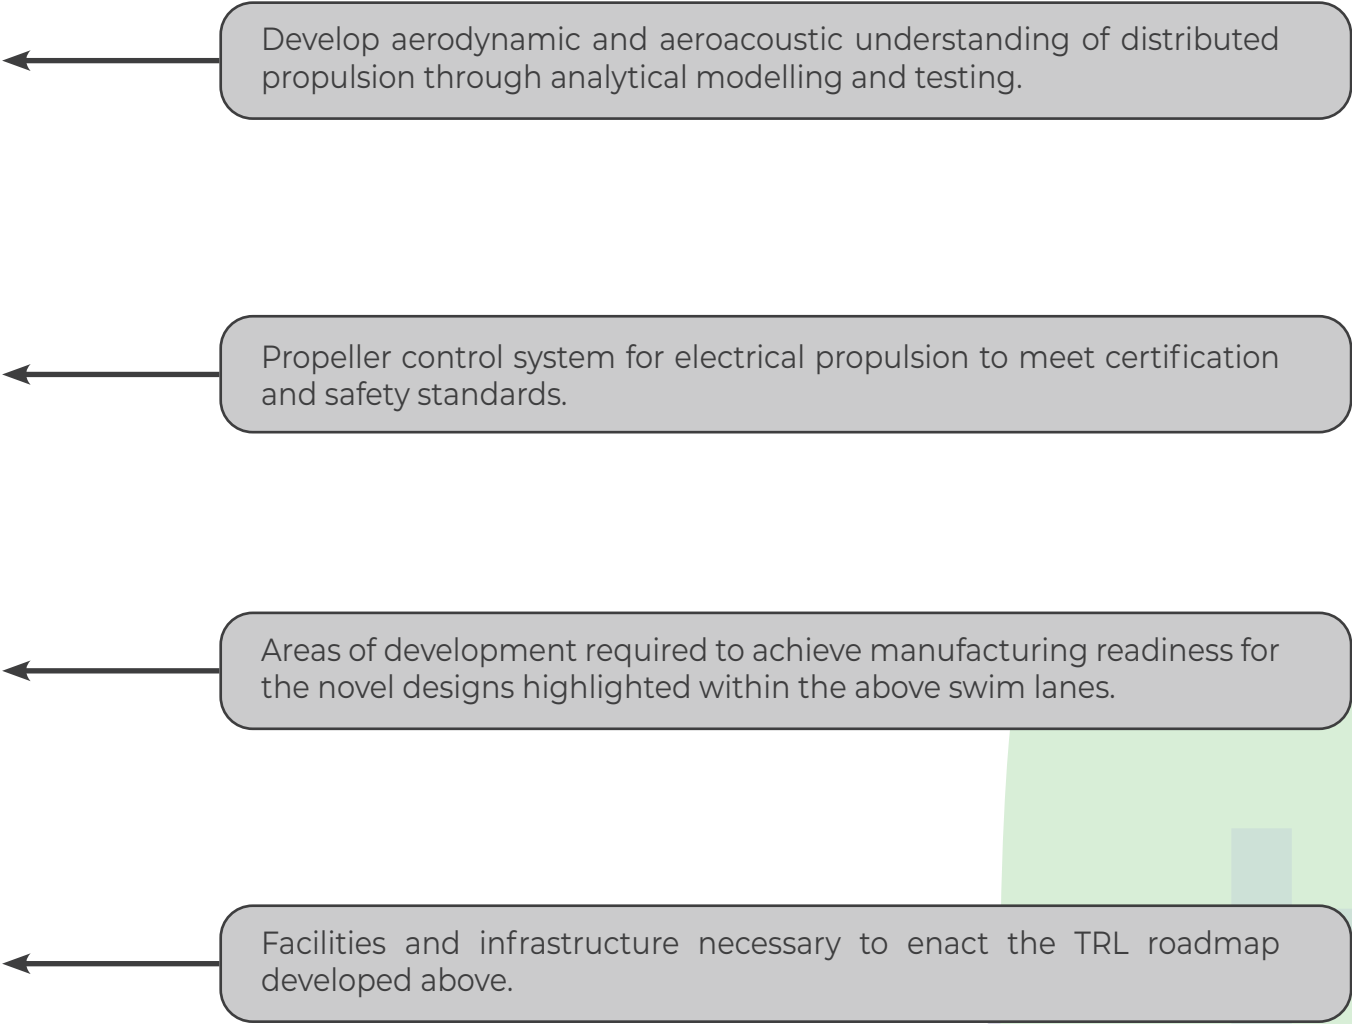 Develop aerodynamic and aeroacoustic understanding of distributed
propulsion through analytical modelling and testing.
Propeller control system for electrical propulsion to meet certification
and safety standards.
Areas of development required to achieve manufacturing readiness for
the novel designs highlighted within the above swim lanes.
Facilities and infrastructure necessary to enact the TRL roadmap
developed above.